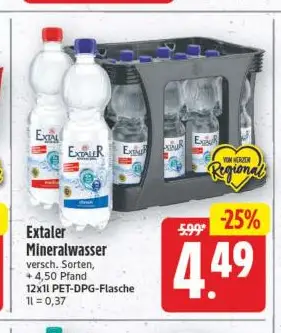 EXTALER
EXTALER
VON HERZEN
Regional
Extaler
Mineralwasser
versch. Sorten,
+ 4,50 Pfand
12x1l PET-DPG-Flasche
1l = 0,37
5.99*
-25%
4.49